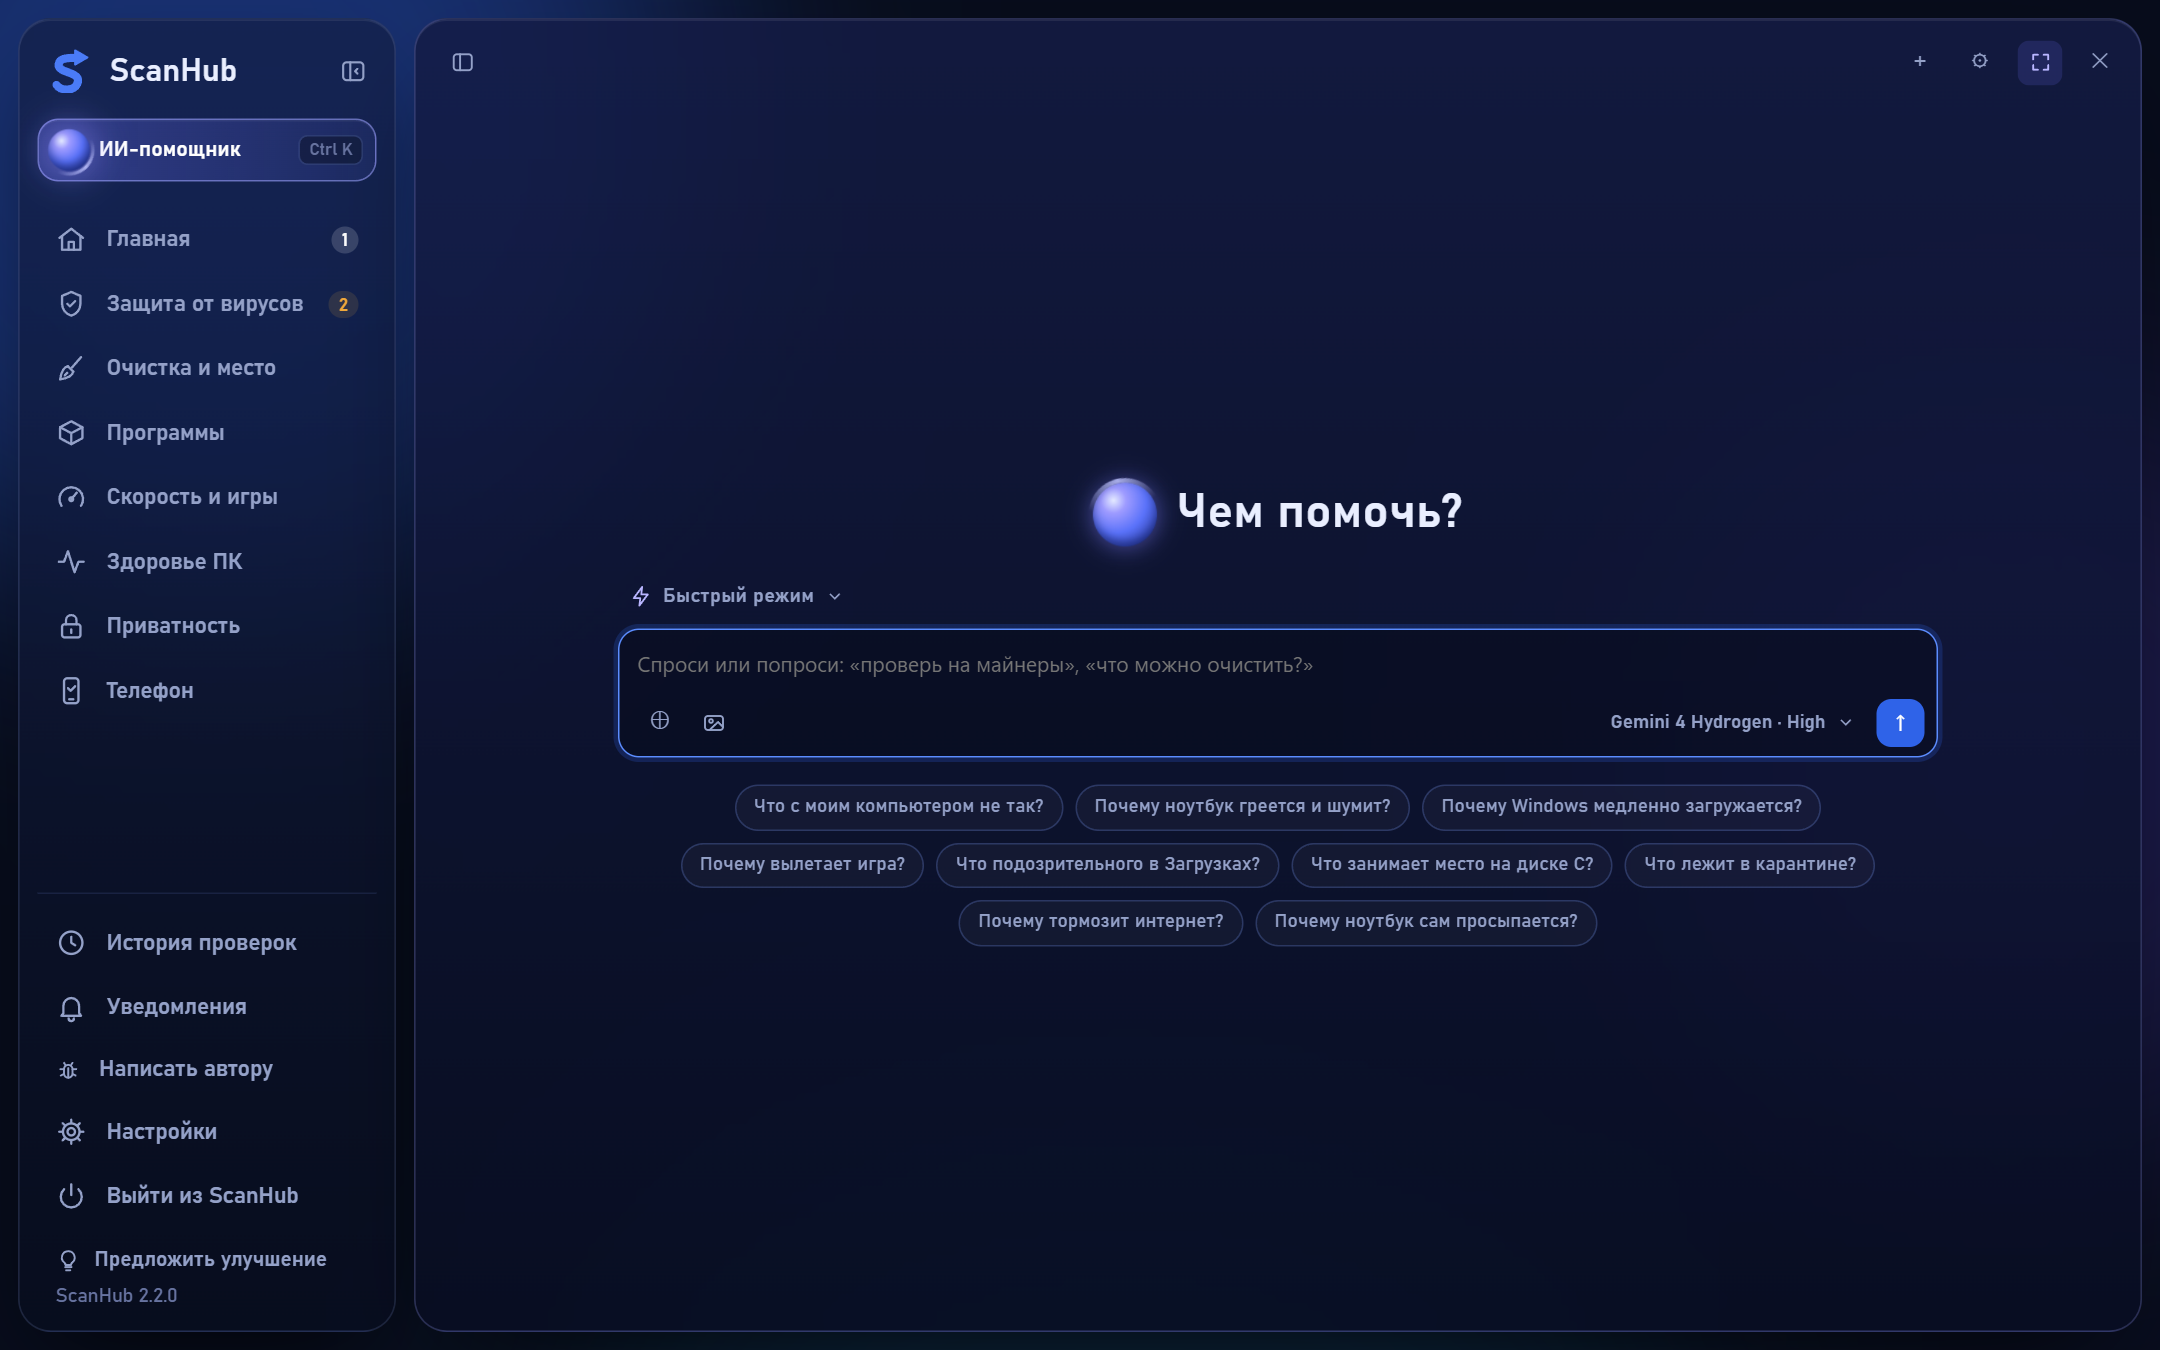 ScanHub
ИИ-помощник Ctrl K
Главная 1
Защита от вирусов 2
Очистка и место
Программы
Скорость и игры
Здоровье ПК
Приватность
Телефон
История проверок
Уведомления
Написать автору
Настройки
Выйти из ScanHub
Предложить улучшение
ScanHub 2.2.0
Чем помочь?
Быстрый режим
Спроси или попроси: «проверь на майнеры», «что можно очистить?»
Gemini 4 Hydrogen · High
Что с моим компьютером не так? Почему ноутбук греется и шумит? Почему Windows медленно загружается?
Почему вылетает игра? Что подозрительного в Загрузках? Что занимает место на диске C? Что лежит в карантине?
Почему тормозит интернет? Почему ноутбук сам просыпается?